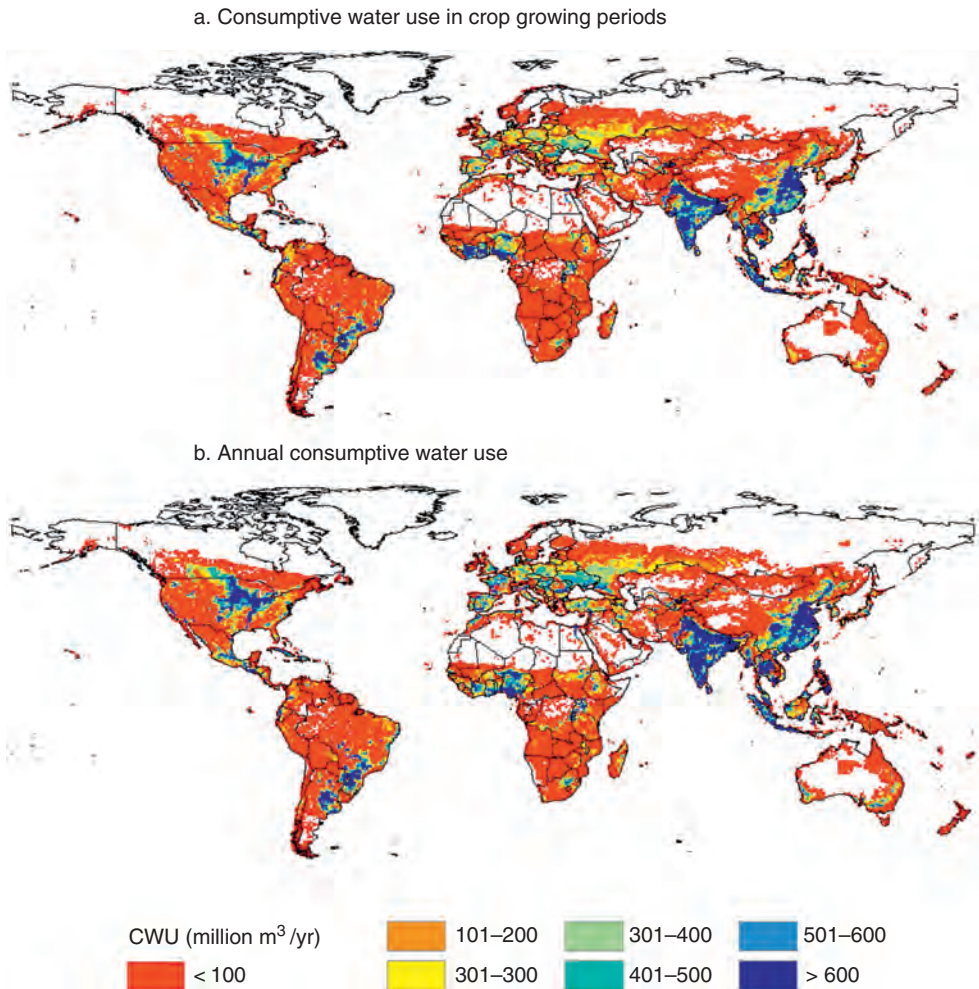 a. Consumptive water use in crop growing periods
b. Annual consumptive water use
CWU (million m³/yr)
< 100
101–200
301–300
301–400
401–500
501–600
> 600